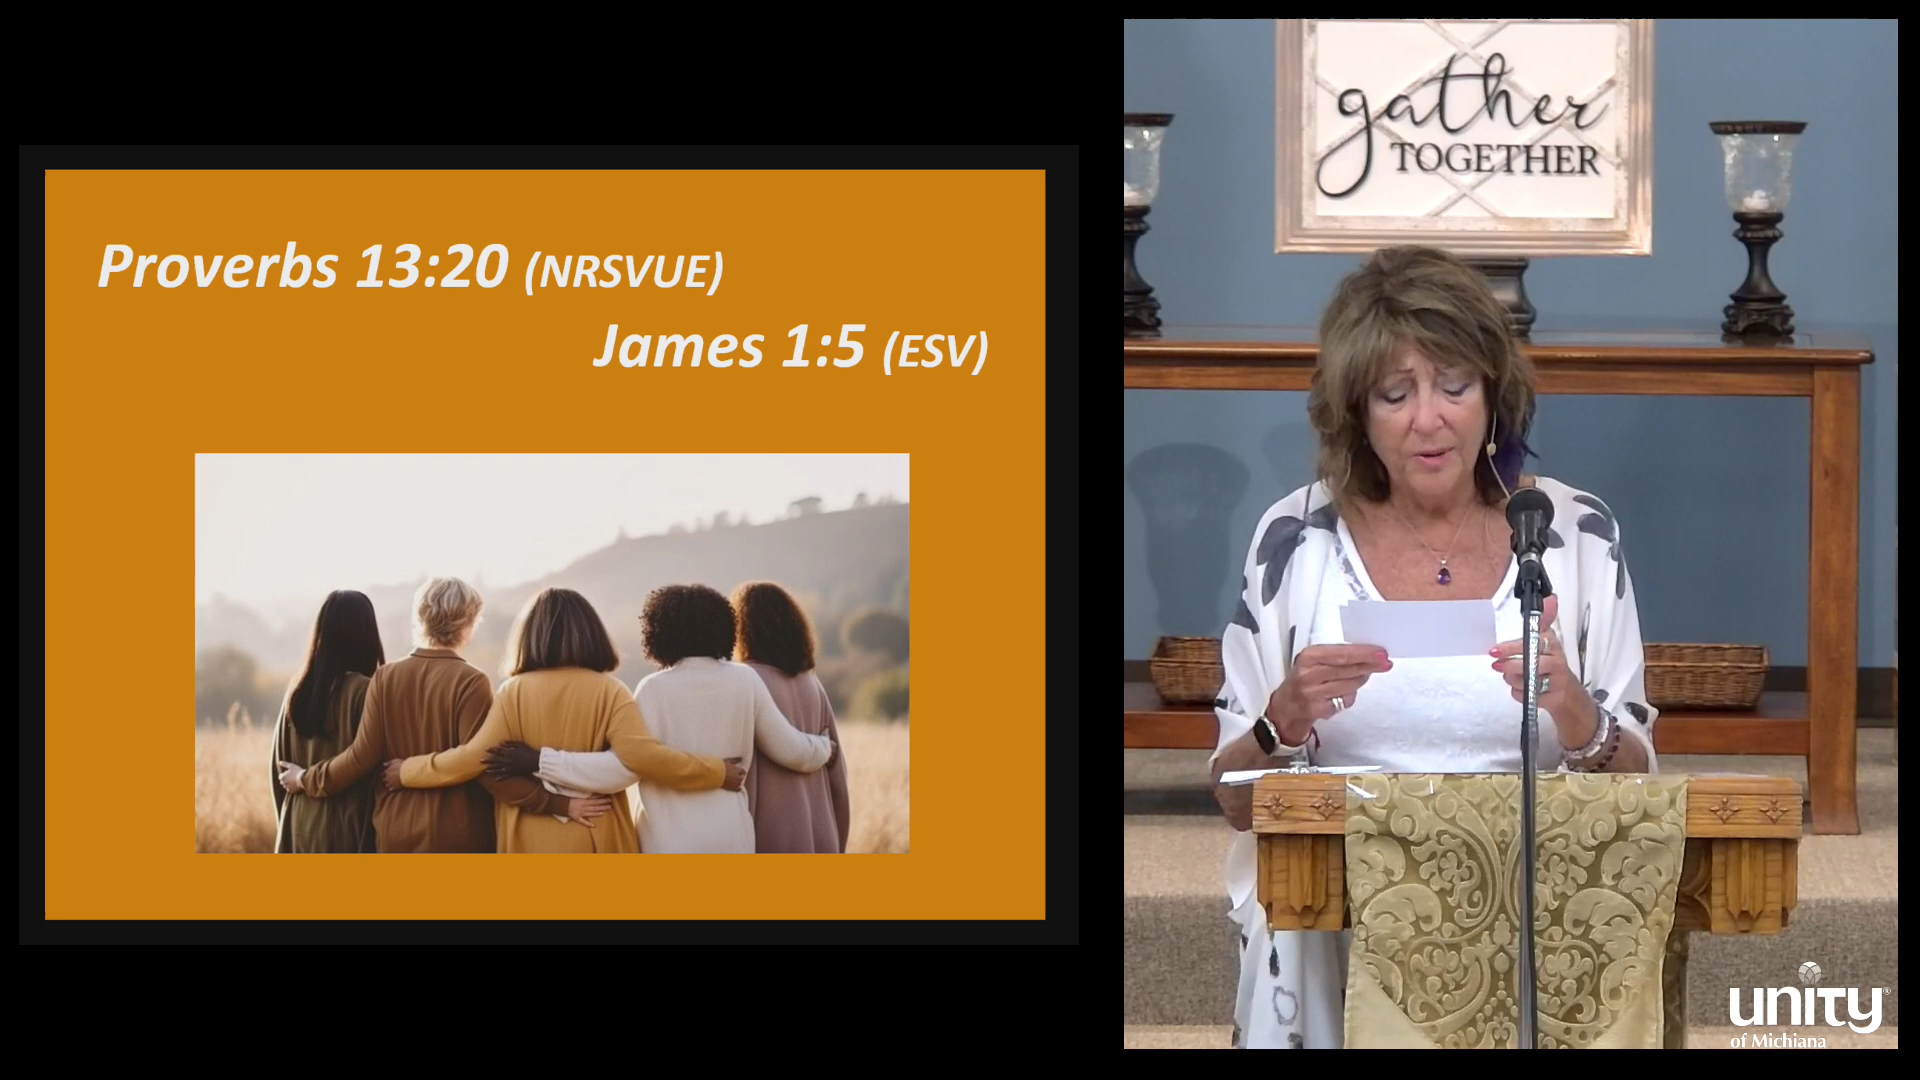 Proverbs 13:20 (NRSVUE)
James 1:5 (ESV)
gather
TOGETHER
unity®
of Michiana